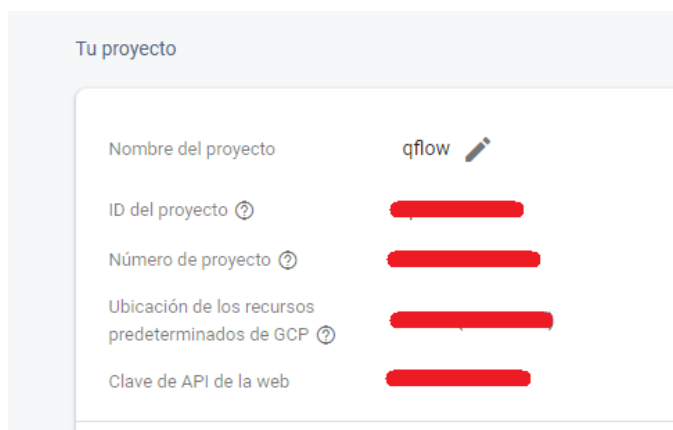 Tu proyecto
Nombre del proyecto qflow
ID del proyecto
Número de proyecto
Ubicación de los recursos
predeterminados de GCP
Clave de API de la web